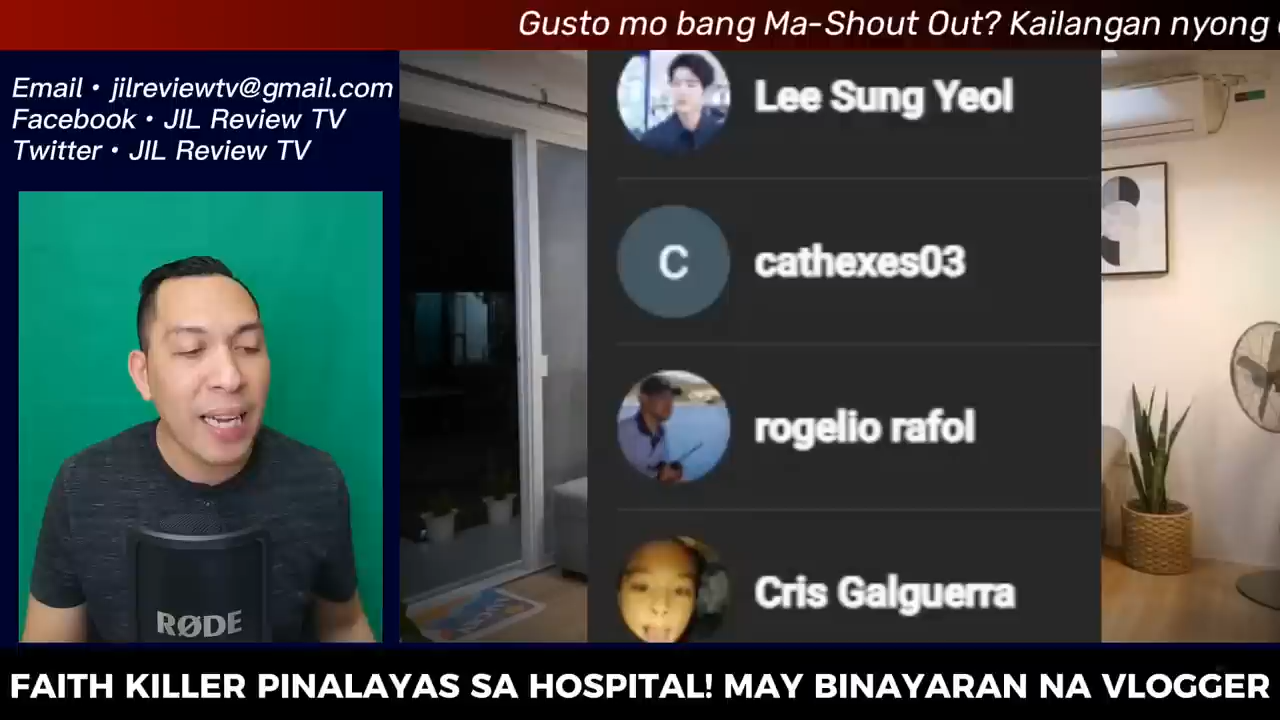 Gusto mo bang Ma-Shout Out? Kailangan nyong
Email • jilreviewtv@gmail.com
Facebook • JIL Review TV
Twitter • JIL Review TV
Lee Sung Yeol
C
cathexes03
rogelio rafol
Cris Galguerra
RØDE
FAITH KILLER PINALAYAS SA HOSPITAL! MAY BINAYARAN NA VLOGGER